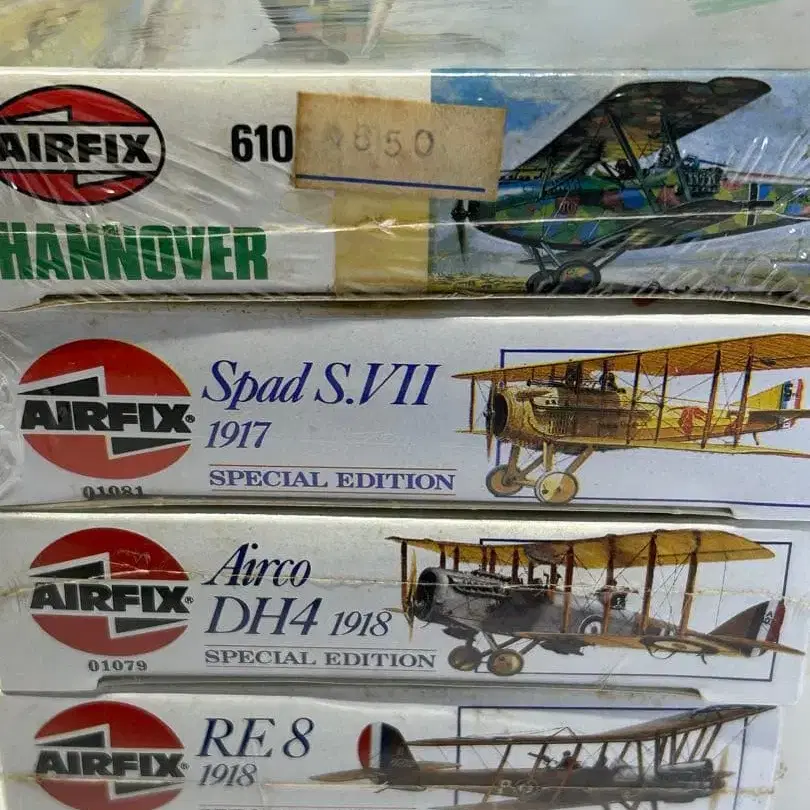 AIRFIX
610
9850
HANNOVER
AIRFIX
Spad S.VII
1917
SPECIAL EDITION
01081
AIRFIX
Airco
DH4 1918
SPECIAL EDITION
01079
AIRFIX
RE 8
1918